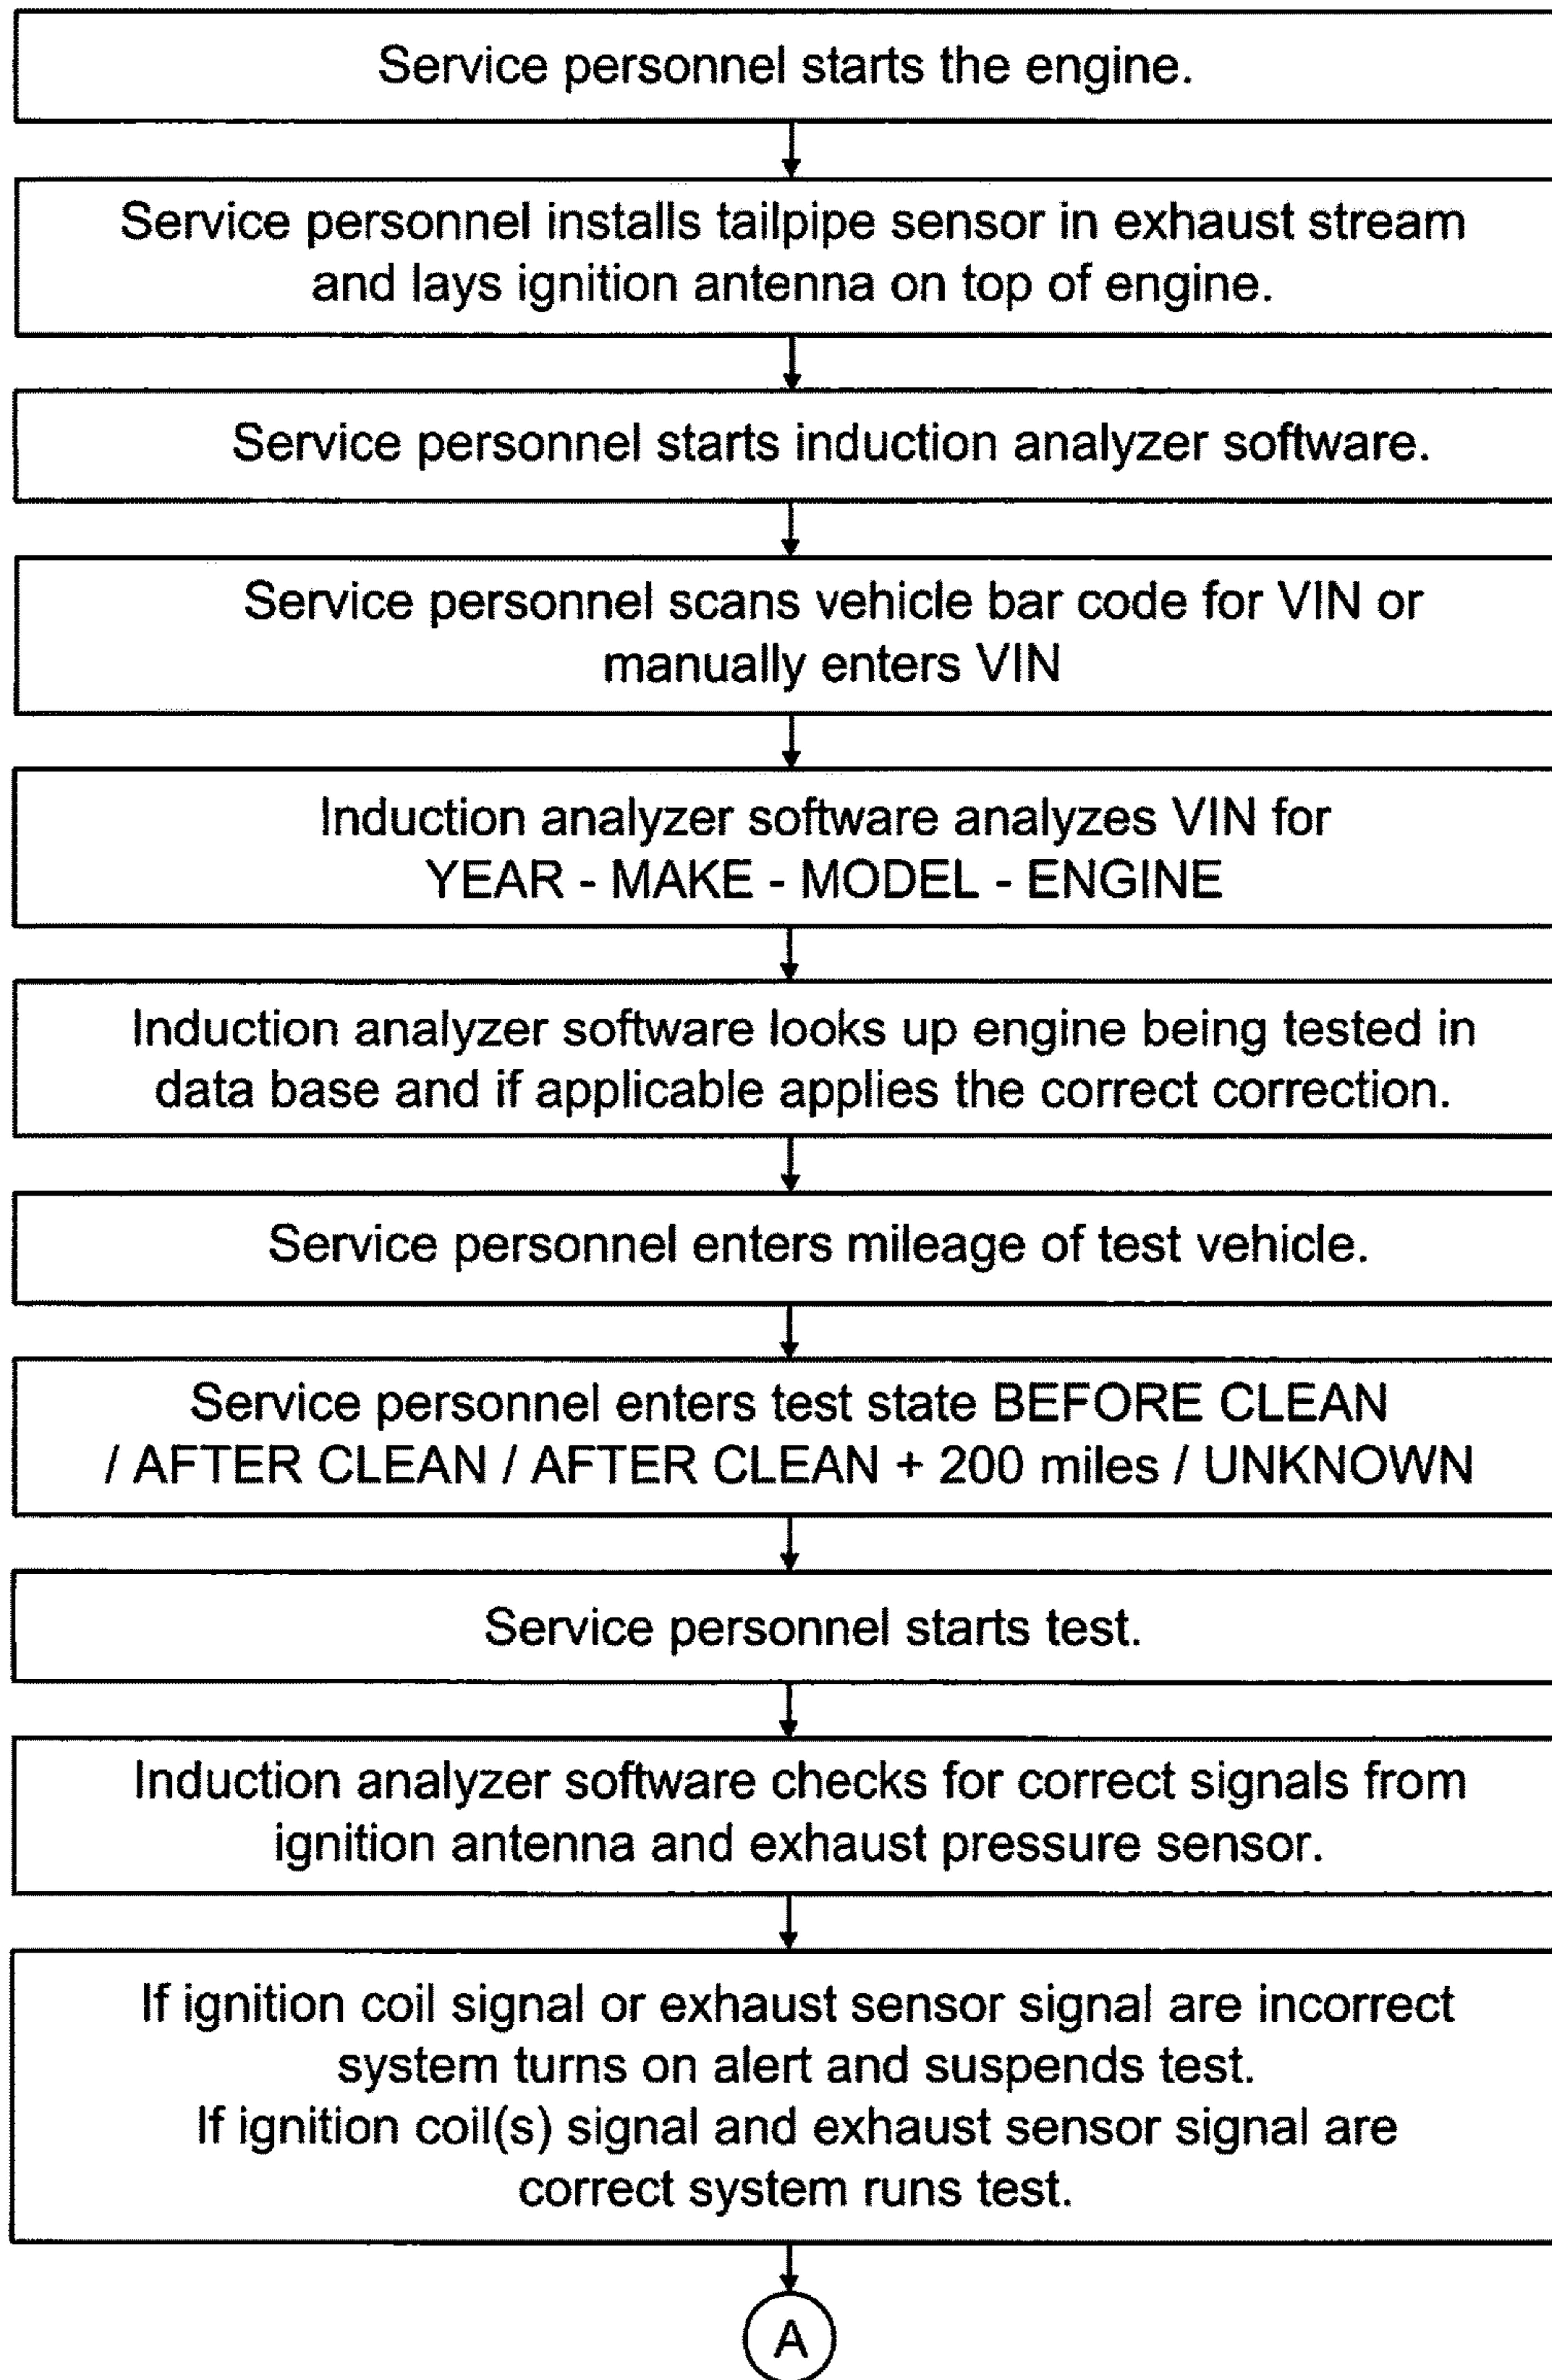 Service personnel starts the engine.
Service personnel installs tailpipe sensor in exhaust stream
and lays ignition antenna on top of engine.
Service personnel starts induction analyzer software.
Service personnel scans vehicle bar code for VIN or
manually enters VIN
Induction analyzer software analyzes VIN for
YEAR - MAKE - MODEL - ENGINE
Induction analyzer software looks up engine being tested in
data base and if applicable applies the correct correction.
Service personnel enters mileage of test vehicle.
Service personnel enters test state BEFORE CLEAN
/ AFTER CLEAN / AFTER CLEAN + 200 miles / UNKNOWN
Service personnel starts test.
Induction analyzer software checks for correct signals from
ignition antenna and exhaust pressure sensor.
If ignition coil signal or exhaust sensor signal are incorrect
system turns on alert and suspends test.
If ignition coil(s) signal and exhaust sensor signal are
correct system runs test.
A